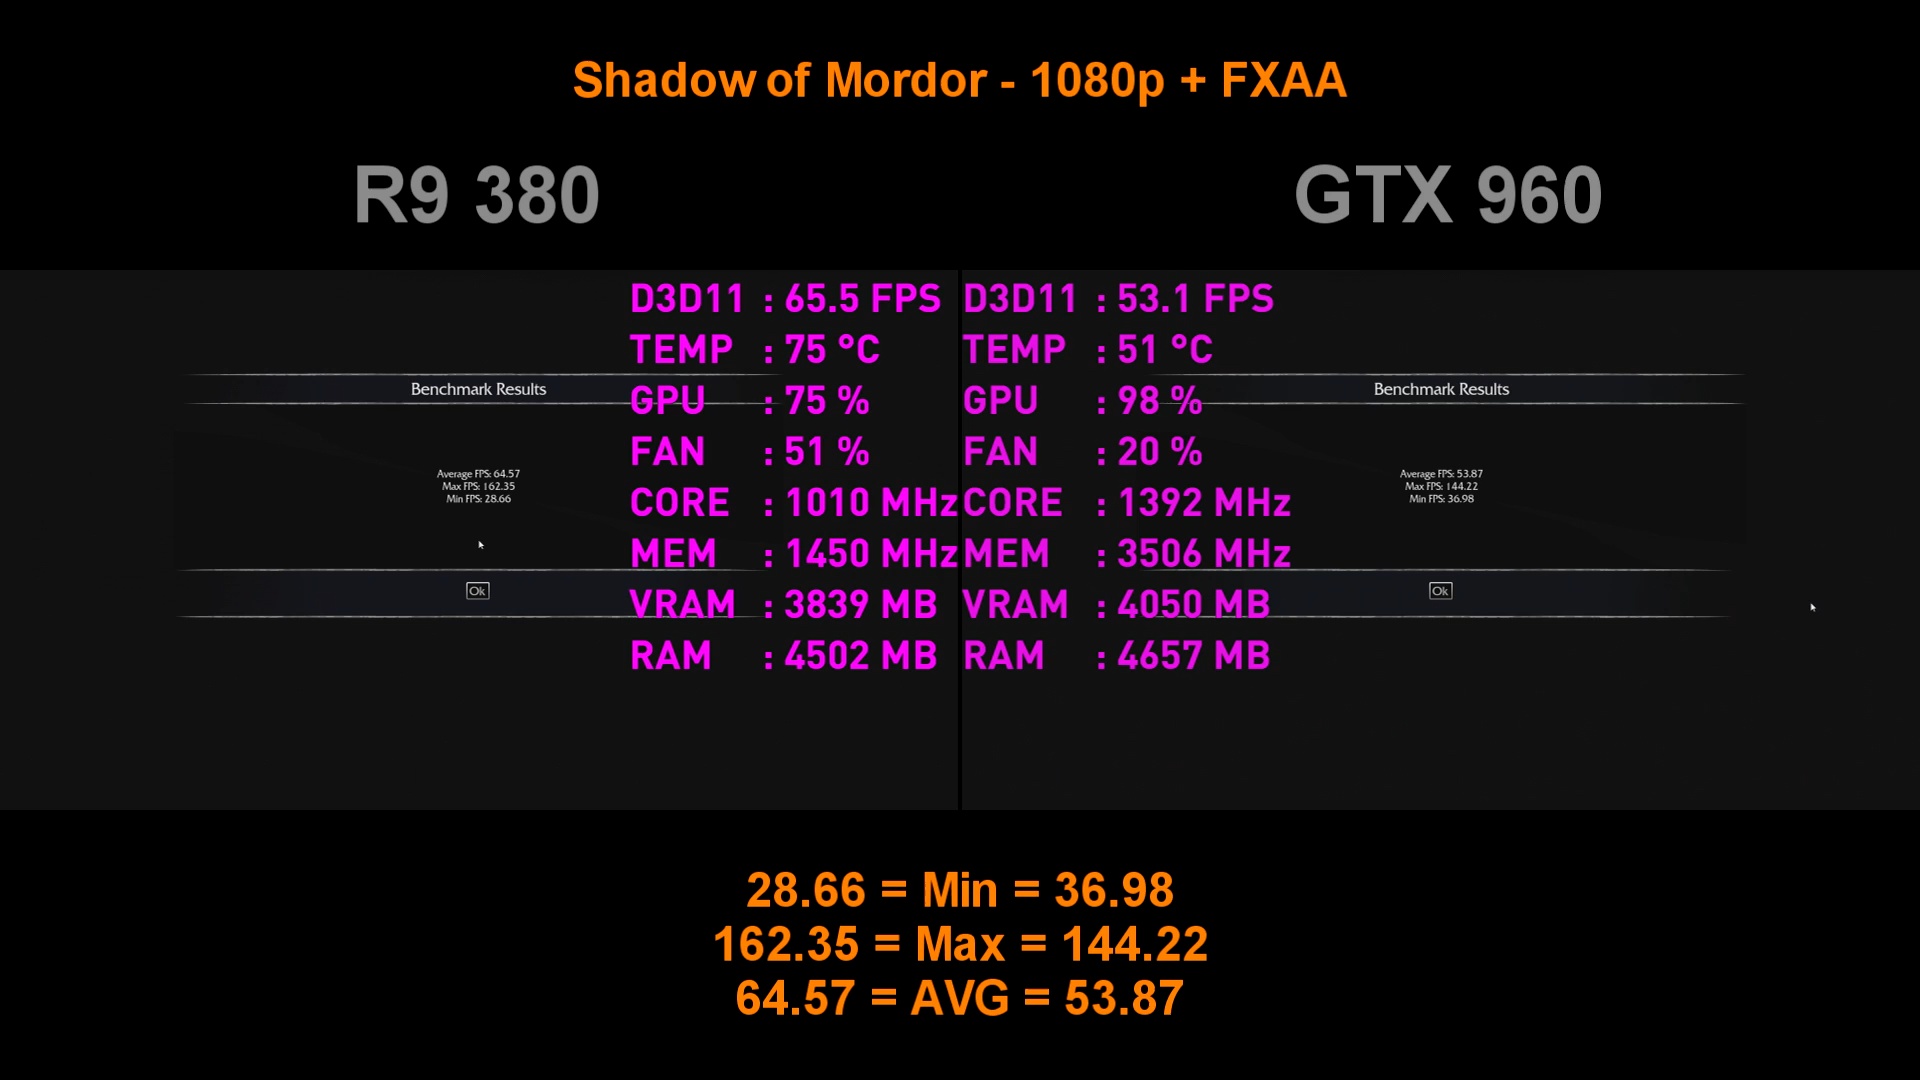 Shadow of Mordor - 1080p + FXAA
R9 380
GTX 960
D3D11 : 65.5 FPS
TEMP : 75 °C
GPU : 75 %
FAN : 51 %
CORE : 1010 MHz
MEM : 1450 MHz
VRAM : 3839 MB
RAM : 4502 MB
Benchmark Results
Average FPS: 64.57
Max FPS: 162.35
Min FPS: 28.66
Ok
D3D11 : 53.1 FPS
TEMP : 51 °C
GPU : 98 %
FAN : 20 %
CORE : 1392 MHz
MEM : 3506 MHz
VRAM : 4050 MB
RAM : 4657 MB
Benchmark Results
Average FPS: 53.87
Max FPS: 144.22
Min FPS: 36.98
Ok
28.66 = Min = 36.98
162.35 = Max = 144.22
64.57 = AVG = 53.87